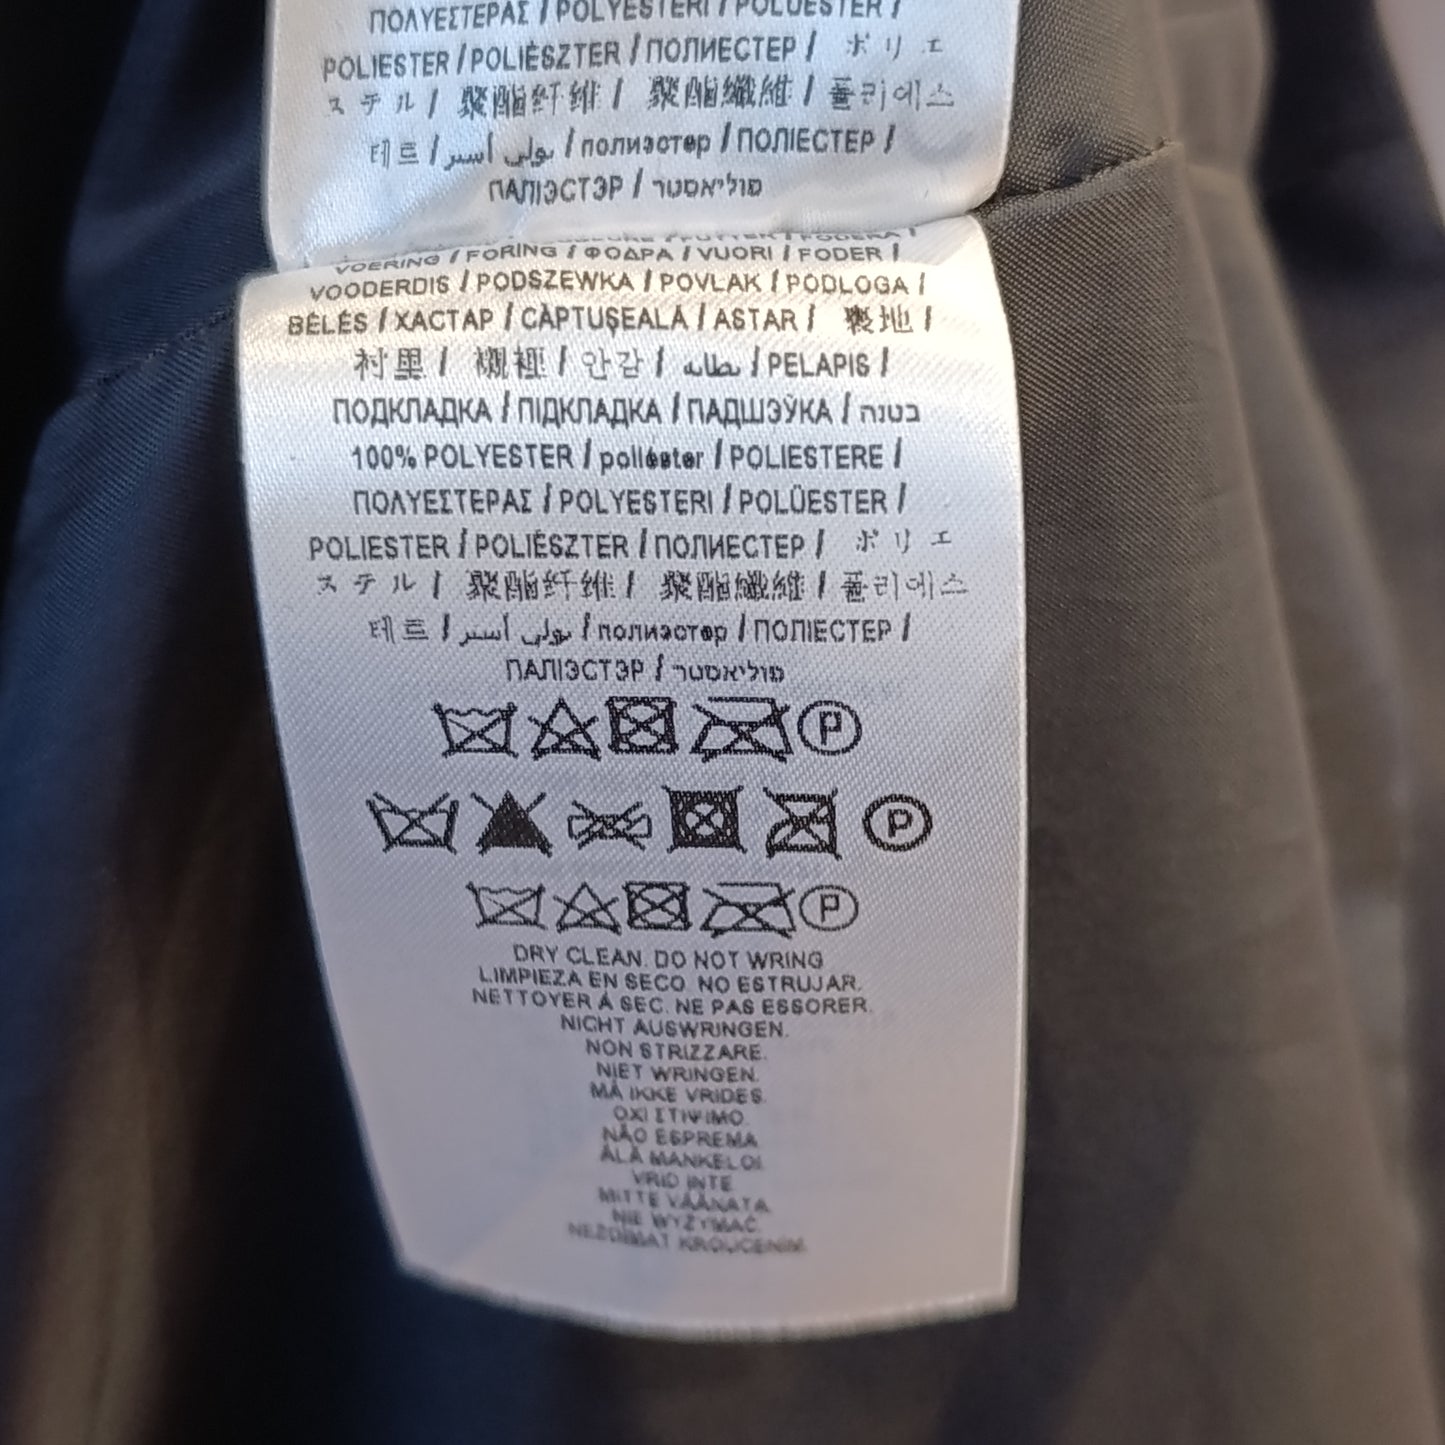 ΠΟΛΥΕΣΤΕΡΑΣ / POLYESTERI / POLÜESTER /
POLIESTER / POLIÉSZTER / ПОЛИЕСТЕР / ポリエ
ステル / 聚酯纤维 / 聚酯纖維 / 폴리에스
테르 / بولي أستر / полиэстер / ПОЛІЕСТЕР /
ПАЛІЭСТЭР / פוליאסטר
VOERING / FORING / ΦΟΔΡΑ / VUORI / FODER /
VOODERDIS / PODSZEWKA / POVLAK / PODLOGA /
BÉLÉS / ХАСТАР / CĂPTUŞEALĂ / ASTAR / 裏地 /
衬里 / 襯裡 / 안감 / بطانه / PELAPIS /
ПОДКЛАДКА / ПІДКЛАДКА / ПАДШЭЎКА / בטנה
100% POLYESTER / poliéster / POLIESTERE /
ΠΟΛΥΕΣΤΕΡΑΣ / POLYESTERI / POLÜESTER /
POLIESTER / POLIÉSZTER / ПОЛИЕСТЕР / ポリエ
ステル / 聚酯纤维 / 聚酯纖維 / 폴리에스
테르 / بولي أستر / полиэстер / ПОЛІЕСТЕР /
ПАЛІЭСТЭР / פוליאסטר
P
P
P
DRY CLEAN. DO NOT WRING
LIMPIEZA EN SECO. NO ESTRUJAR.
NETTOYER À SEC. NE PAS ESSORER.
NICHT AUSWRINGEN.
NON STRIZZARE.
NIET WRINGEN.
MÅ IKKE VRIDES.
ΟΧΙ ΣΤΙΨΙΜΟ.
NÃO ESPREMA.
ÄLÄ MANKELOI.
VRID INTE
MITTE VÄÄNATA.
NIE WYŻYMAĆ.
NEŽDÍMAT KROUCENÍM.